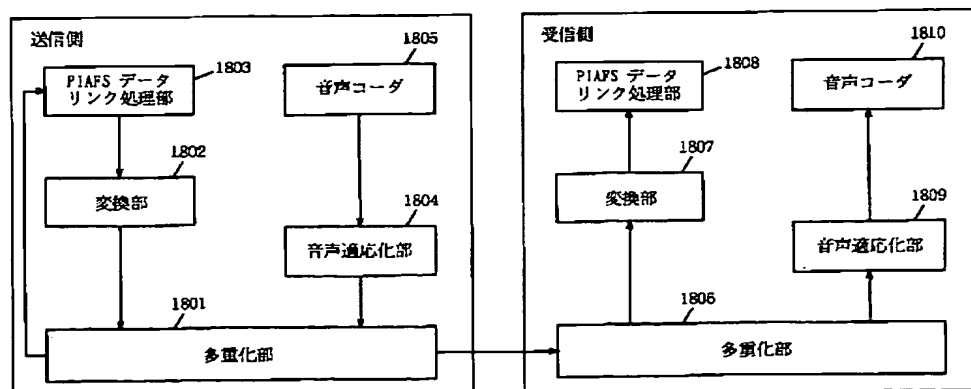 送信側
1803
PIAFS データ
リンク処理部
1805
音声コーダ
1802
変換部
1804
音声適応化部
1801
多重化部
受信側
1808
PIAFS データ
リンク処理部
1810
音声コーダ
1807
変換部
1809
音声適応化部
1806
多重化部